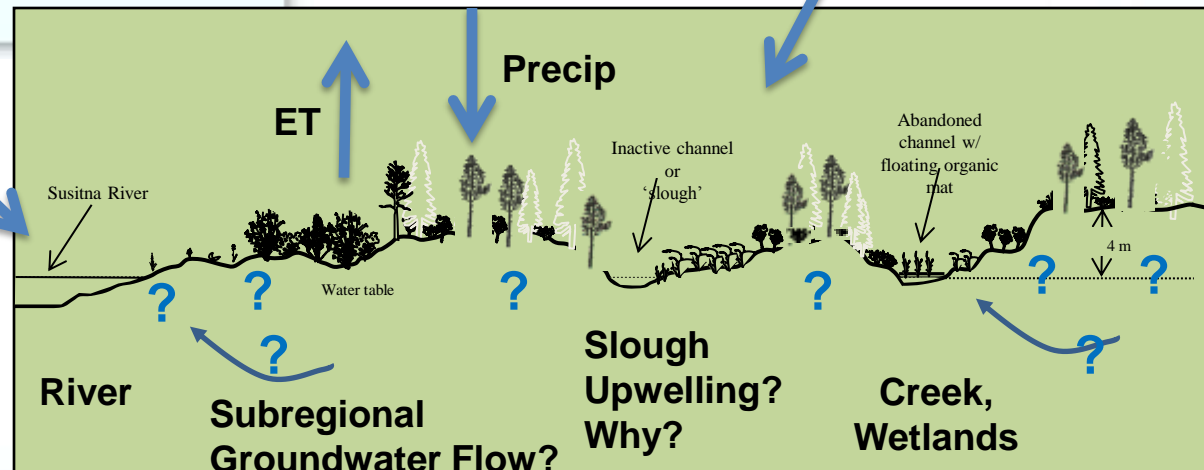 Precip
ET
Abandoned
channel w/
floating organic
mat
Inactive channel
or
‘slough’
Susitna River
4 m
?
?
?
?
?
?
Water table
?
?
River
Subregional
Groundwater Flow?
Slough
Upwelling?
Why?
Creek,
Wetlands